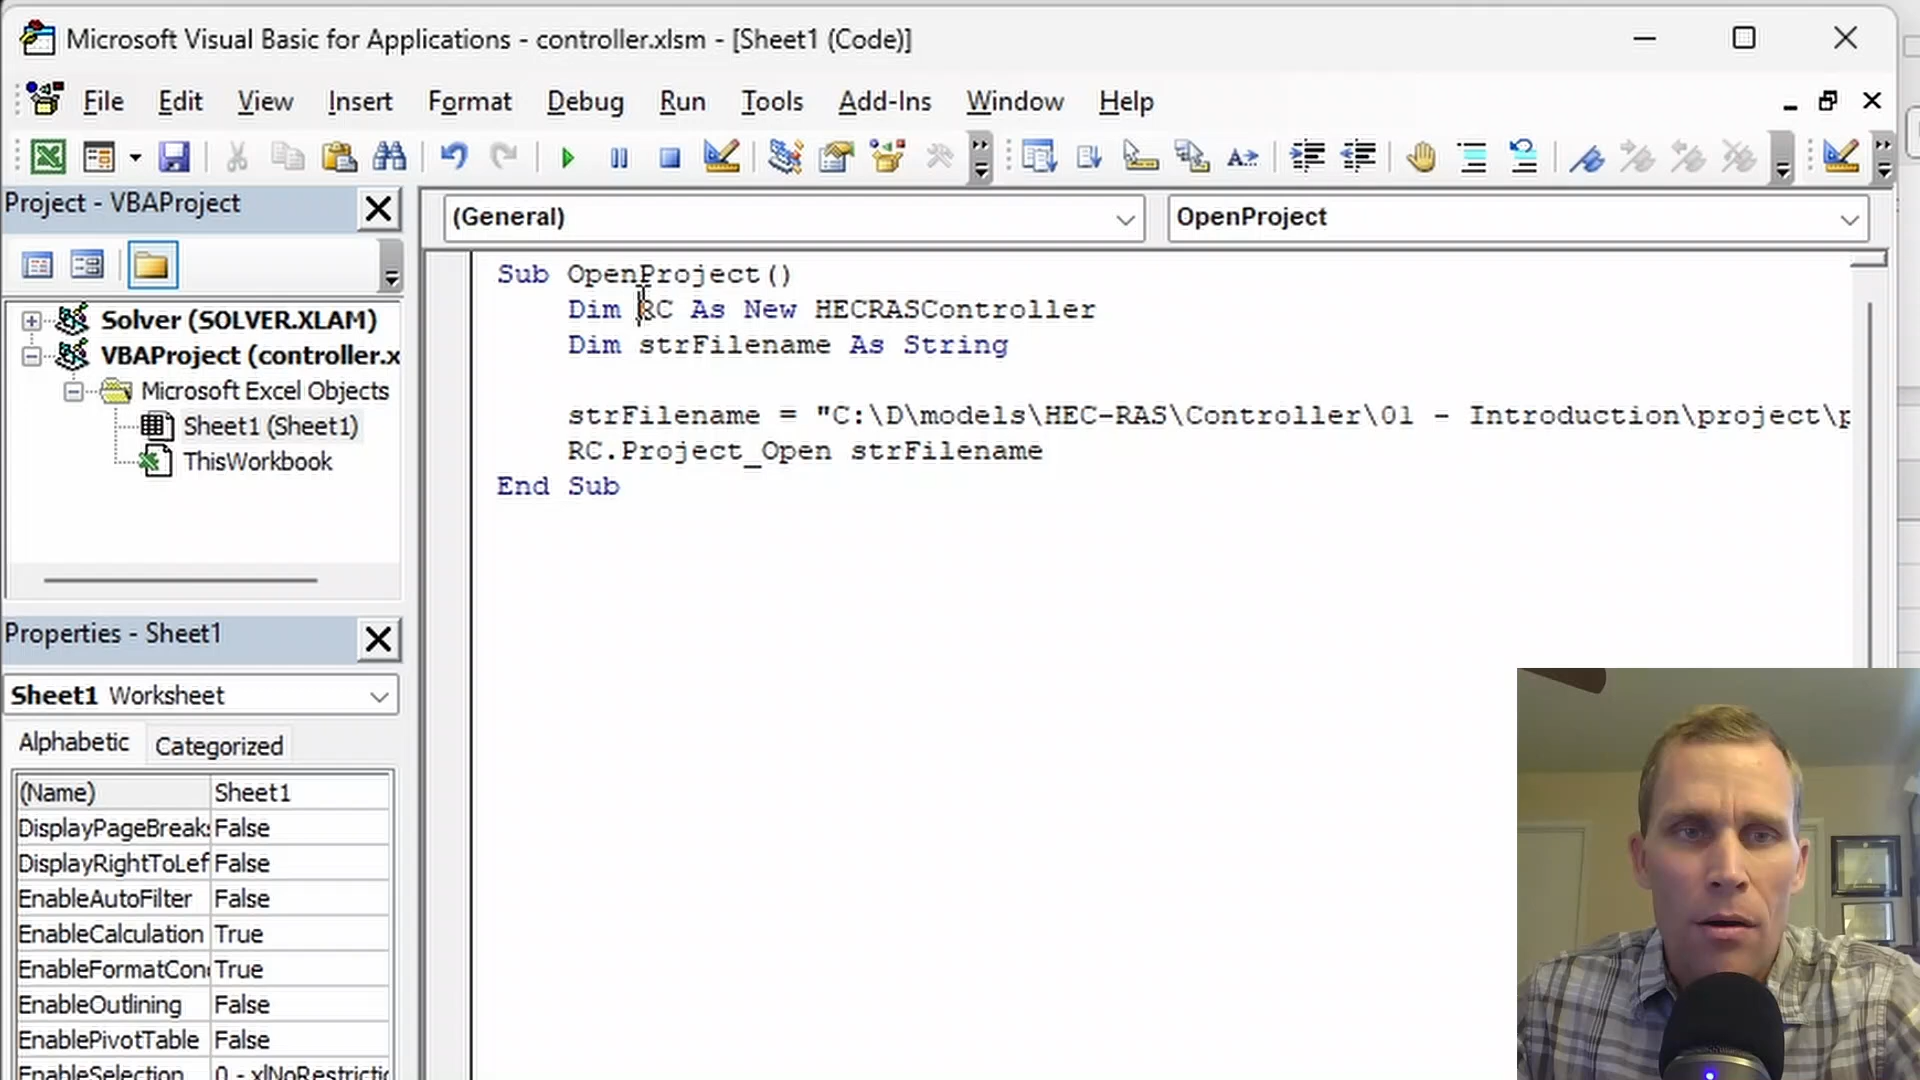 Microsoft Visual Basic for Applications - controller.xlsm - [Sheet1 (Code)]
File Edit View Insert Format Debug Run Tools Add-Ins Window Help
Project - VBAProject
(General)
OpenProject
Solver (SOLVER.XLAM)
VBAProject (controller.x
Microsoft Excel Objects
Sheet1 (Sheet1)
ThisWorkbook
Sub OpenProject()
Dim RC As New HECRASController
Dim strFilename As String
strFilename = "C:\D\models\HEC-RAS\Controller\01 - Introduction\project\p
RC.Project_Open strFilename
End Sub
Properties - Sheet1
Sheet1 Worksheet
Alphabetic Categorized
(Name) Sheet1
DisplayPageBreaks False
DisplayRightToLef False
EnableAutoFilter False
EnableCalculation True
EnableFormatCon True
EnableOutlining False
EnablePivotTable False
EnableSelection 0 - xlNoRestrictio